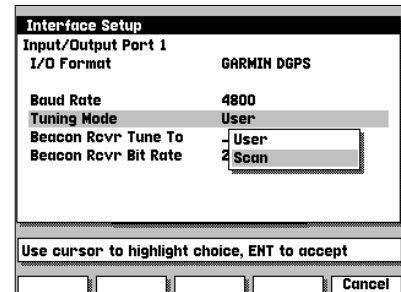 Interface Setup
Input/Output Port 1
I/O Format GARMIN DGPS
Baud Rate 4800
Tuning Mode User
Beacon Rcvr Tune To
User
Beacon Rcvr Bit Rate 2
Scan
Use cursor to highlight choice, ENT to accept
Cancel